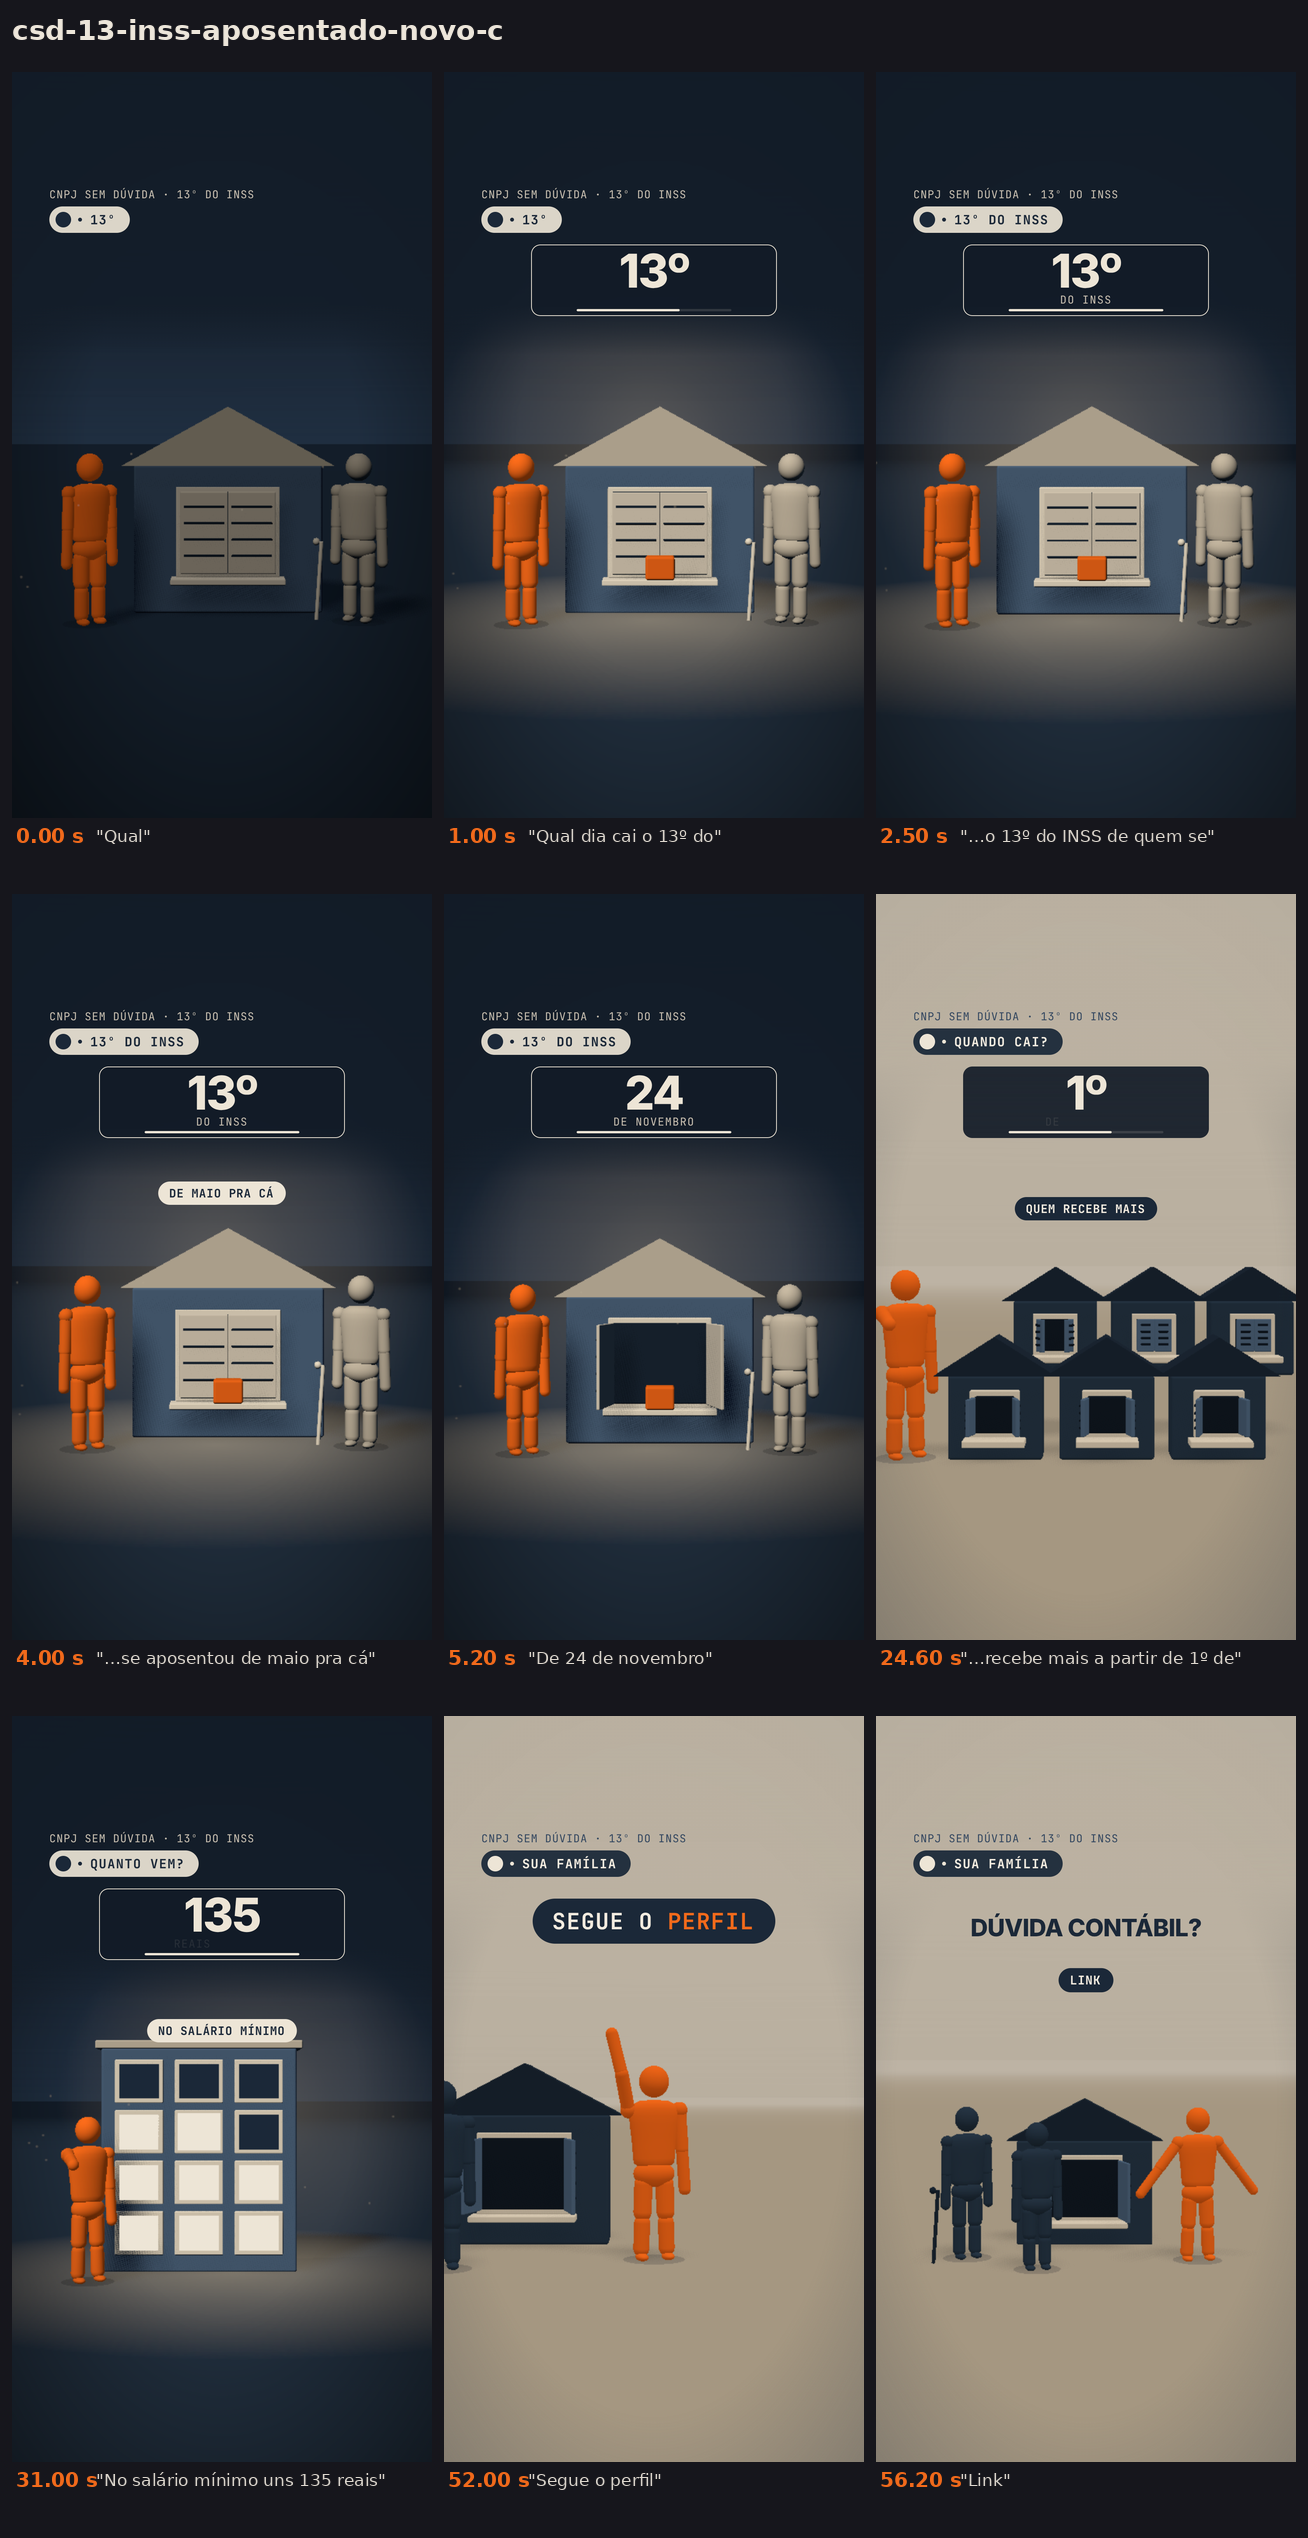 csd-13-inss-aposentado-novo-c
CNPJ SEM DÚVIDA · 13° DO INSS
• 13°
0.00 s "Qual"
CNPJ SEM DÚVIDA · 13° DO INSS
• 13°
13º
1.00 s "Qual dia cai o 13º do"
CNPJ SEM DÚVIDA · 13° DO INSS
• 13° DO INSS
13º
DO INSS
2.50 s "...o 13º do INSS de quem se"
CNPJ SEM DÚVIDA · 13° DO INSS
• 13° DO INSS
13º
DO INSS
DE MAIO PRA CÁ
4.00 s "...se aposentou de maio pra cá"
CNPJ SEM DÚVIDA · 13° DO INSS
• 13° DO INSS
24
DE NOVEMBRO
5.20 s "De 24 de novembro"
CNPJ SEM DÚVIDA · 13° DO INSS
• QUANDO CAI?
1º
DE
QUEM RECEBE MAIS
24.60 s "...recebe mais a partir de 1º de"
CNPJ SEM DÚVIDA · 13° DO INSS
• QUANTO VEM?
135
REAIS
NO SALÁRIO MÍNIMO
31.00 s "No salário mínimo uns 135 reais"
CNPJ SEM DÚVIDA · 13° DO INSS
• SUA FAMÍLIA
SEGUE O PERFIL
52.00 s "Segue o perfil"
CNPJ SEM DÚVIDA · 13° DO INSS
• SUA FAMÍLIA
DÚVIDA CONTÁBIL?
LINK
56.20 s "Link"